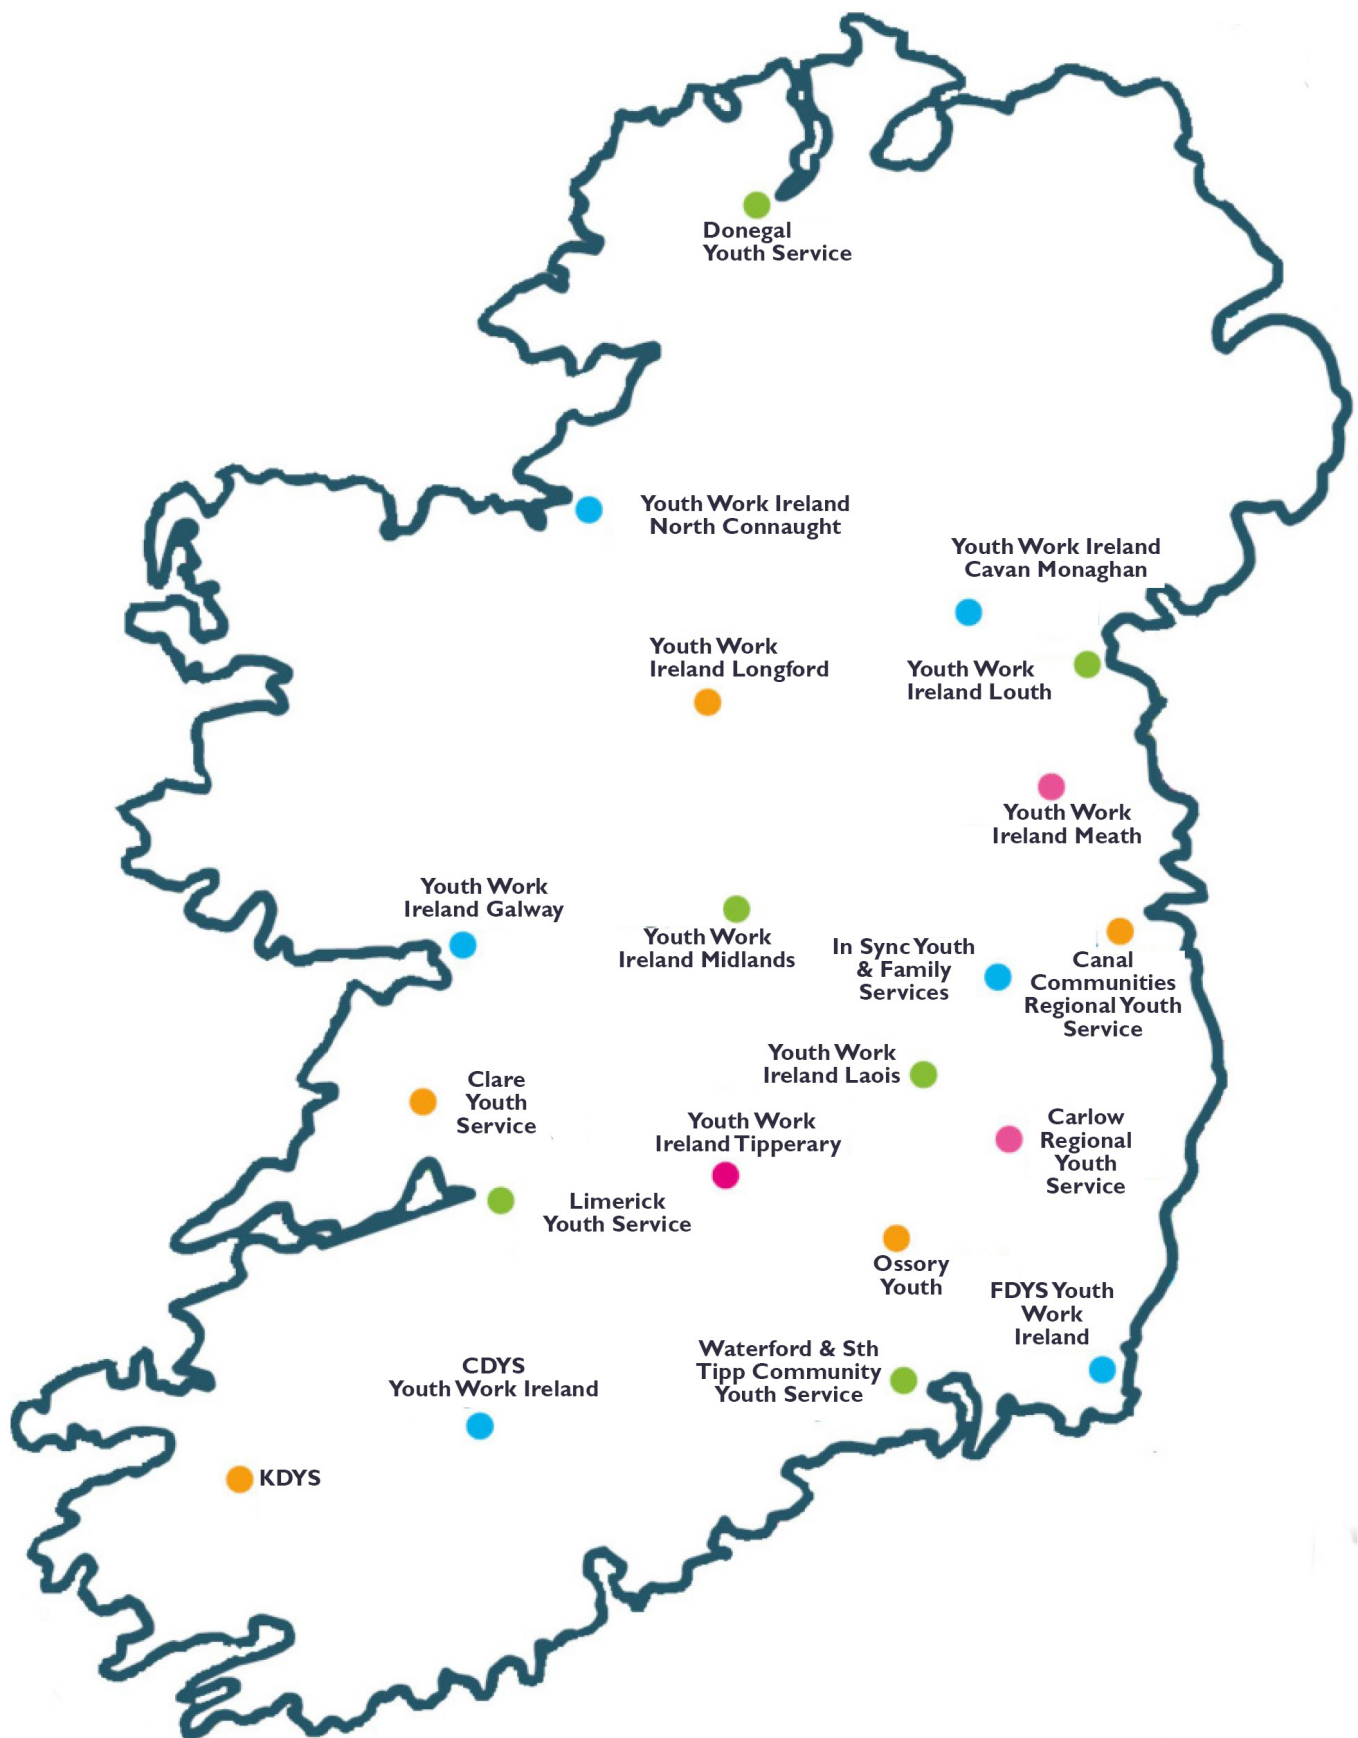 Donegal
Youth Service
Youth Work Ireland
North Connaught
Youth Work Ireland
Cavan Monaghan
Youth Work
Ireland Longford
Youth Work
Ireland Louth
Youth Work
Ireland Meath
Youth Work
Ireland Galway
Youth Work
Ireland Midlands
In Sync Youth
& Family
Services
Canal
Communities
Regional Youth
Service
Youth Work
Ireland Laois
Clare
Youth
Service
Youth Work
Ireland Tipperary
Carlow
Regional
Youth
Service
Limerick
Youth Service
Ossory
Youth
FDYS Youth
Work
Ireland
Waterford & Sth
Tipp Community
Youth Service
CDYS
Youth Work Ireland
KDYS